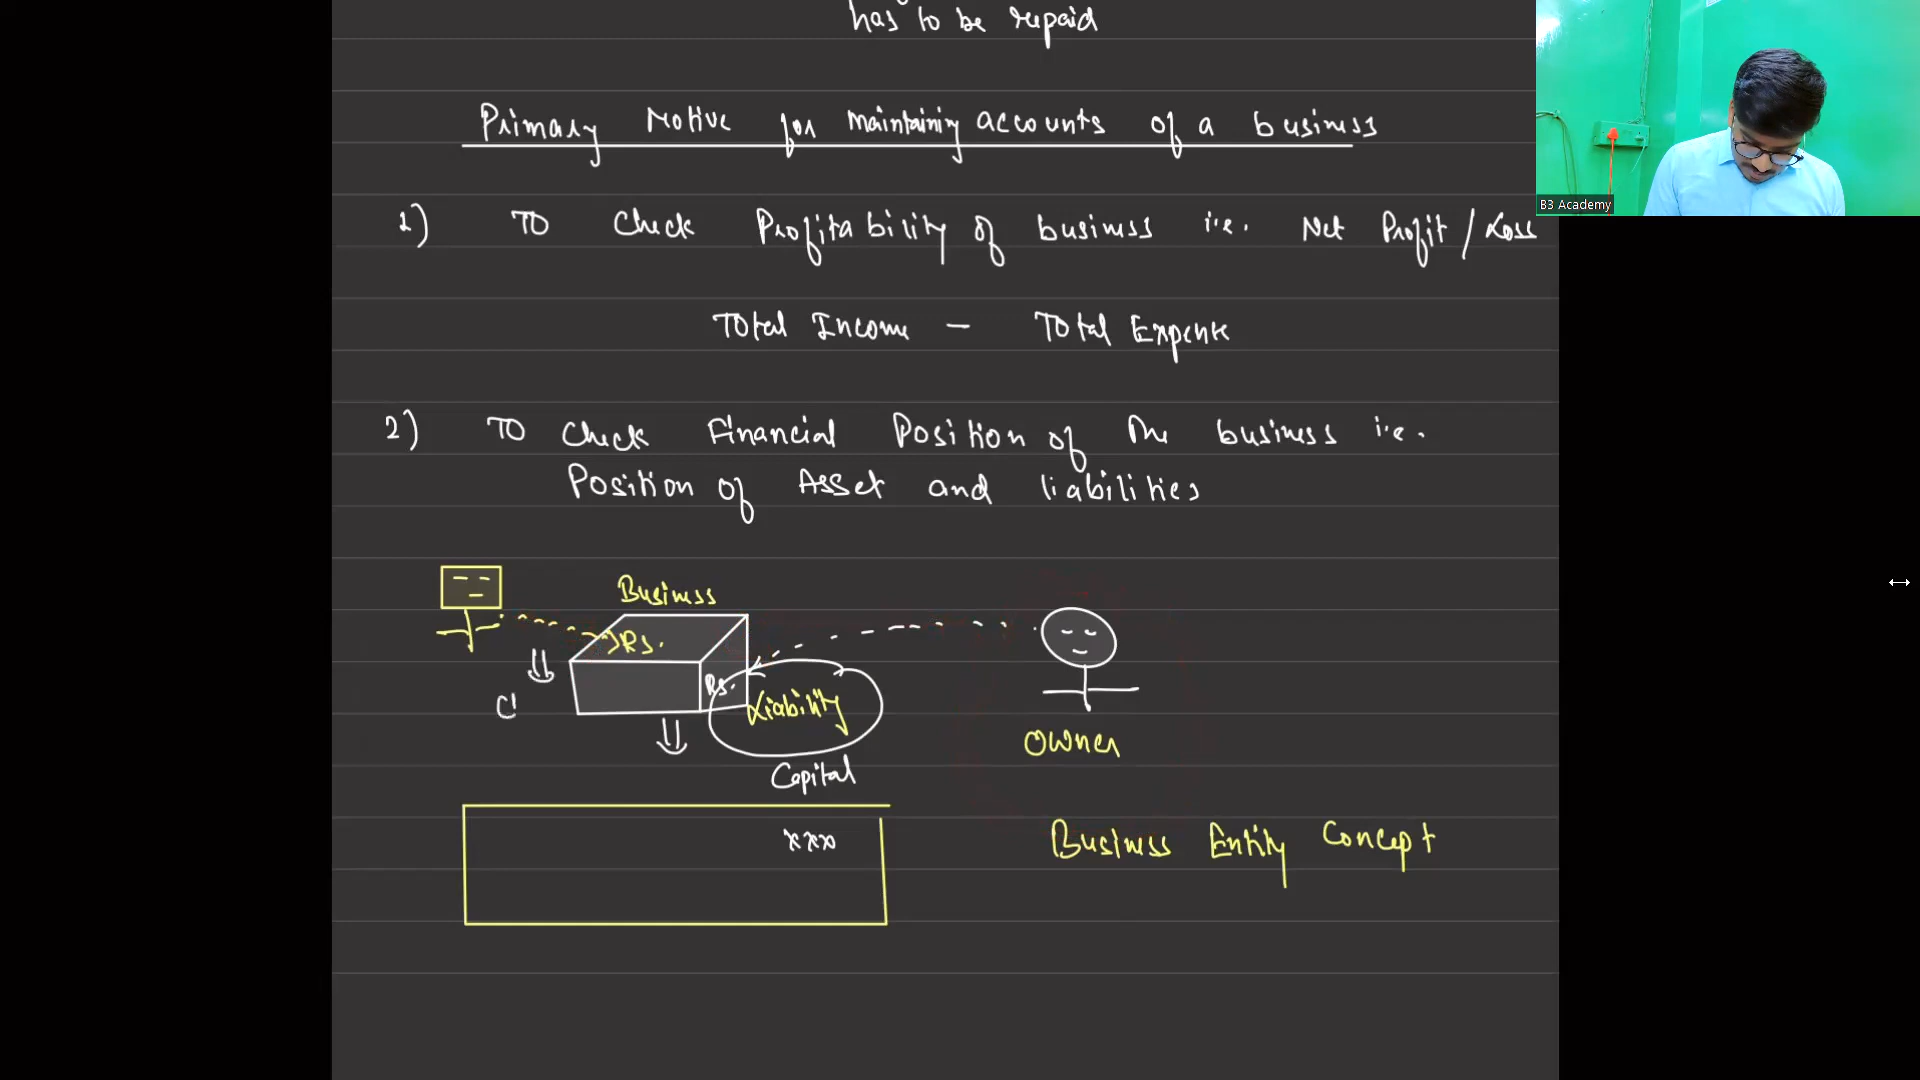 has to be repaid
Primary Motive for Maintaining accounts of a business
1) To Check Profitability of business i.e. Net Profit / Loss
Total Income - Total Expense
2) To Check Financial Position of the business i.e.
Position of Asset and liabilities
Business
Rs.
Rs.
Liability
Owner
Capital
xxx
Business Entity Concept
B3 Academy